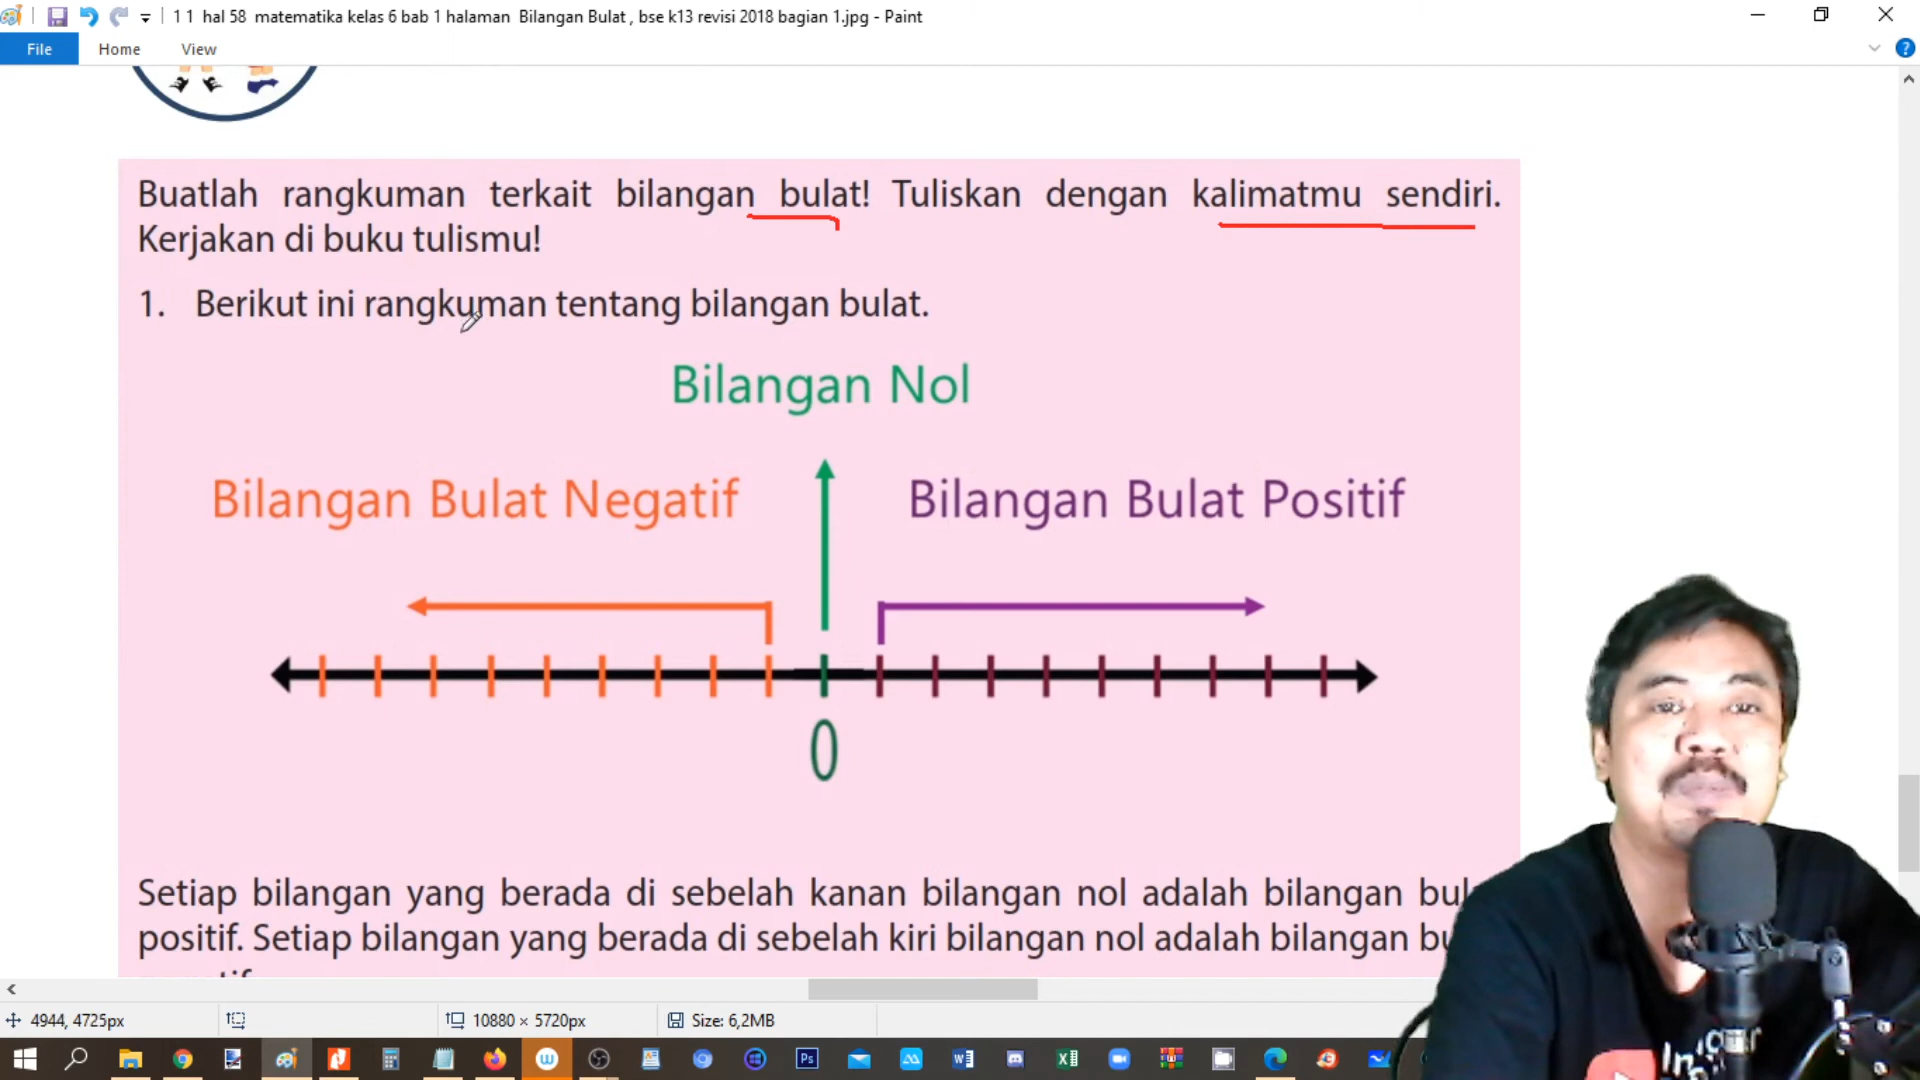 1 1 hal 58 matematika kelas 6 bab 1 halaman Bilangan Bulat , bse k13 revisi 2018 bagian 1.jpg - Paint
File Home View
Buatlah rangkuman terkait bilangan bulat! Tuliskan dengan kalimatmu sendiri.
Kerjakan di buku tulismu!
1. Berikut ini rangkuman tentang bilangan bulat.
Bilangan Nol
Bilangan Bulat Negatif
Bilangan Bulat Positif
0
Setiap bilangan yang berada di sebelah kanan bilangan nol adalah bilangan
positif. Setiap bilangan yang berada di sebelah kiri bilangan nol adalah bilangan
4944, 4725px
10880 × 5720px
Size: 6,2MB
Ps